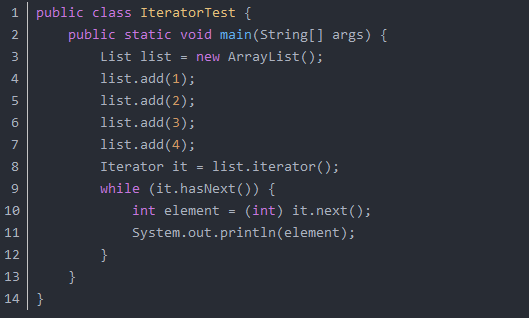 1 public class IteratorTest {
2     public static void main(String[] args) {
3         List list = new ArrayList();
4         list.add(1);
5         list.add(2);
6         list.add(3);
7         list.add(4);
8         Iterator it = list.iterator();
9         while (it.hasNext()) {
10             int element = (int) it.next();
11             System.out.println(element);
12         }
13     }
14 }